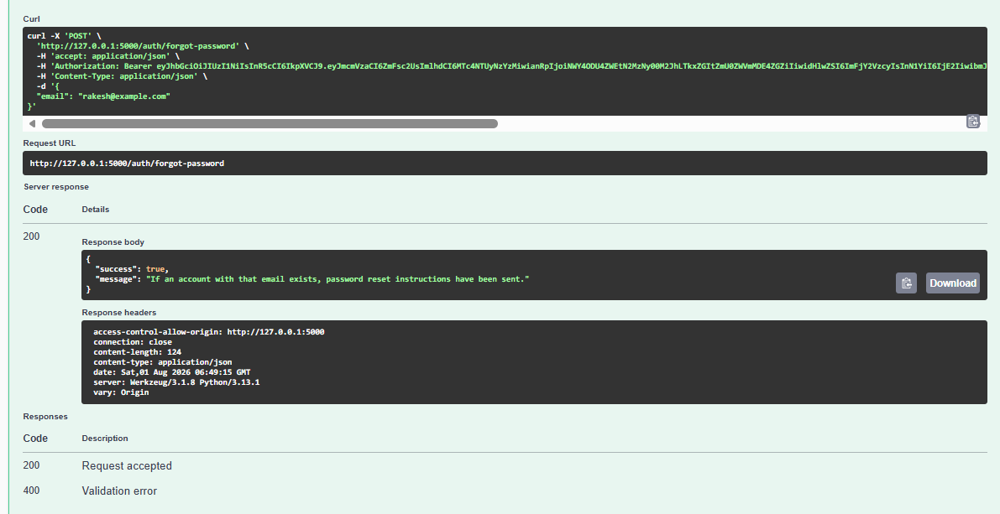 Curl
curl -X 'POST' \
'http://127.0.0.1:5000/auth/forgot-password' \
-H 'accept: application/json' \
-H 'Authorization: Bearer eyJhbGciOiJIUzI1NiIsInR5cCI6IkpXVCJ9.eyJmcmVzaCI6ZmFsc2UsImlhdCI6MTc4NTUyNzYzMiwianRpIjoiNWY4ODU4ZWEtN2MzNy00M2JhLTkxZGItZmU0ZWVmMDE4ZGZiIiwidHlwZSI6ImFjY2VzcyIsInN1YiI6IjE2IiwibmJ
-H 'Content-Type: application/json' \
-d '{
"email": "rakesh@example.com"
}'
Request URL
http://127.0.0.1:5000/auth/forgot-password
Server response
Code Details
200
Response body
{
"success": true,
"message": "If an account with that email exists, password reset instructions have been sent."
}
Download
Response headers
access-control-allow-origin: http://127.0.0.1:5000
connection: close
content-length: 124
content-type: application/json
date: Sat,01 Aug 2026 06:49:15 GMT
server: Werkzeug/3.1.8 Python/3.13.1
vary: Origin
Responses
Code Description
200 Request accepted
400 Validation error